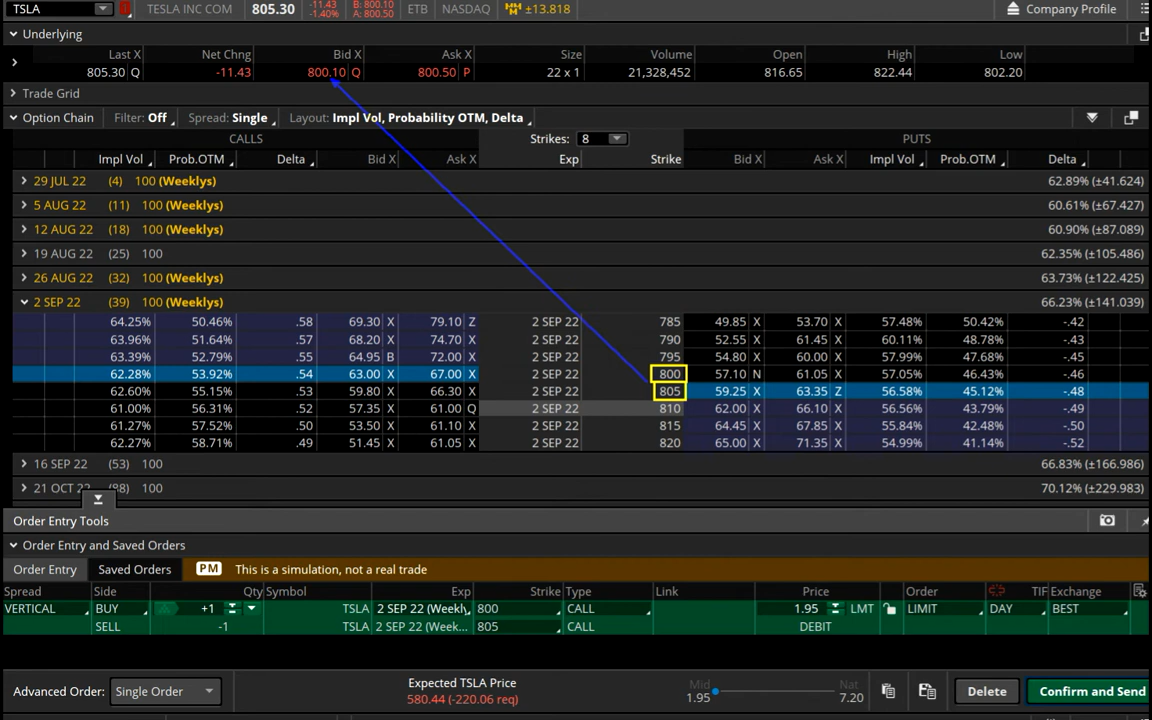 TSLA TESLA INC COM 805.30 -11.43 -1.40% B: 800.10 A: 800.50 ETB NASDAQ ±13.818 Company Profile
Underlying
Last X Net Chng Bid X Ask X Size Volume Open High Low
805.30 Q -11.43 800.10 Q 800.50 P 22 x 1 21,328,452 816.65 822.44 802.20
Trade Grid
Option Chain Filter: Off Spread: Single Layout: Impl Vol, Probability OTM, Delta
CALLS Strikes: 8 PUTS
Impl Vol Prob.OTM Delta Bid X Ask X Exp Strike Bid X Ask X Impl Vol Prob.OTM Delta
29 JUL 22 (4) 100 (Weeklys) 62.89% (±41.624)
5 AUG 22 (11) 100 (Weeklys) 60.61% (±67.427)
12 AUG 22 (18) 100 (Weeklys) 60.90% (±87.089)
19 AUG 22 (25) 100 62.35% (±105.486)
26 AUG 22 (32) 100 (Weeklys) 63.73% (±122.425)
2 SEP 22 (39) 100 (Weeklys) 66.23% (±141.039)
64.25% 50.46% .58 69.30 X 79.10 Z 2 SEP 22 785 49.85 X 53.70 X 57.48% 50.42% -.42
63.96% 51.64% .57 68.20 X 74.70 X 2 SEP 22 790 52.55 X 61.45 X 60.11% 48.78% -.43
63.39% 52.79% .55 64.95 B 72.00 X 2 SEP 22 795 54.80 X 60.00 X 57.99% 47.68% -.45
62.28% 53.92% .54 63.00 X 67.00 X 2 SEP 22 800 57.10 N 61.05 X 57.05% 46.43% -.46
62.60% 55.15% .53 59.80 X 66.30 X 2 SEP 22 805 59.25 X 63.35 Z 56.58% 45.12% -.48
61.00% 56.31% .52 57.35 X 61.00 Q 2 SEP 22 810 62.00 X 66.10 X 56.56% 43.79% -.49
61.27% 57.52% .50 53.50 X 61.10 X 2 SEP 22 815 64.45 X 67.85 X 55.84% 42.48% -.50
62.27% 58.71% .49 51.45 X 61.05 X 2 SEP 22 820 65.00 X 71.35 X 54.99% 41.14% -.52
16 SEP 22 (53) 100 66.83% (±166.986)
21 OCT 22 (88) 100 70.12% (±229.983)
Order Entry Tools
Order Entry and Saved Orders
Order Entry Saved Orders PM This is a simulation, not a real trade
Spread Side Qty Symbol Exp Strike Type Link Price Order TIF Exchange
VERTICAL BUY +1 TSLA 2 SEP 22 (Weekly 800 CALL 1.95 LMT LIMIT DAY BEST
SELL -1 TSLA 2 SEP 22 (Week... 805 CALL DEBIT
Advanced Order: Single Order
Expected TSLA Price
580.44 (-220.06 req)
Mid Nat
1.95 7.20
Delete Confirm and Send